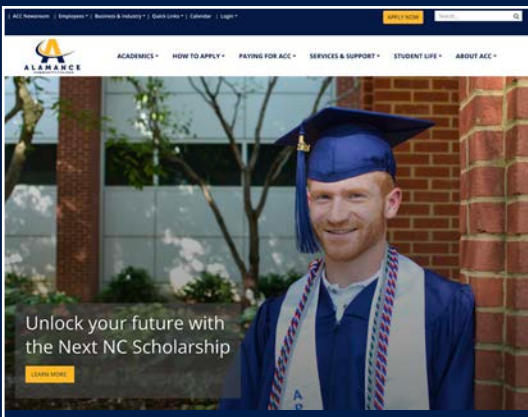 | ACC Newsroom | Employees | Business & Industry | Quick Links | Calendar | Login
APPLY NOW
Search...
ALAMANCE
COMMUNITY COLLEGE
ACADEMICS HOW TO APPLY PAYING FOR ACC SERVICES & SUPPORT STUDENT LIFE ABOUT ACC
Unlock your future with
the Next NC Scholarship
LEARN MORE